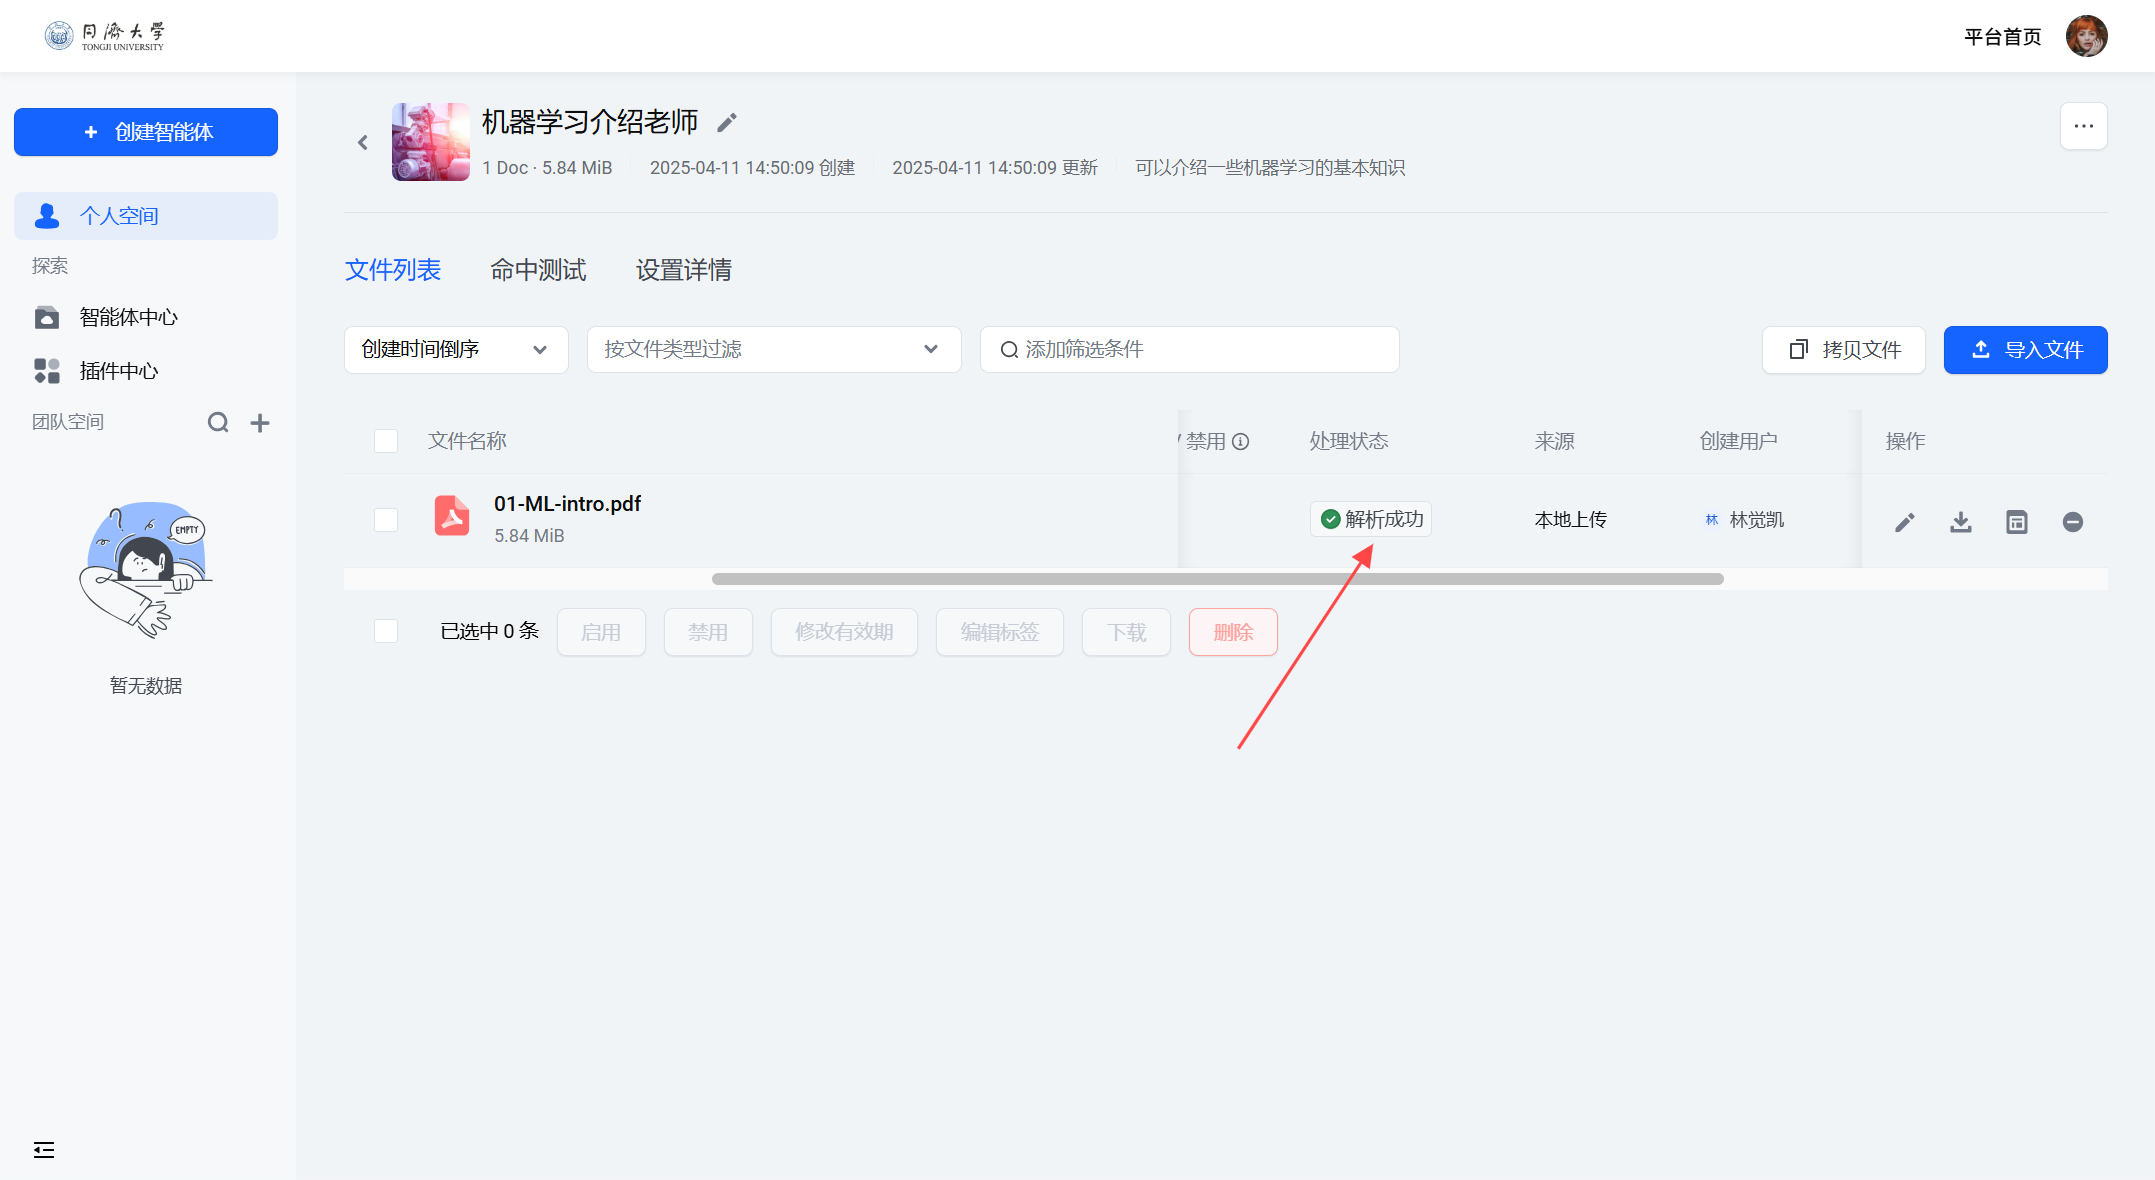 同濟大學
TONGJI UNIVERSITY
平台首页
+ 创建智能体
个人空间
探索
智能体中心
插件中心
团队空间
EMPTY
暂无数据
机器学习介绍老师
1 Doc · 5.84 MiB 2025-04-11 14:50:09 创建 2025-04-11 14:50:09 更新 可以介绍一些机器学习的基本知识
文件列表 命中测试 设置详情
创建时间倒序 按文件类型过滤 添加筛选条件 拷贝文件 导入文件
文件名称 / 禁用 处理状态 来源 创建用户 操作
01-ML-intro.pdf
5.84 MiB
解析成功 本地上传 林 林觉凯
已选中 0 条 启用 禁用 修改有效期 编辑标签 下载 删除